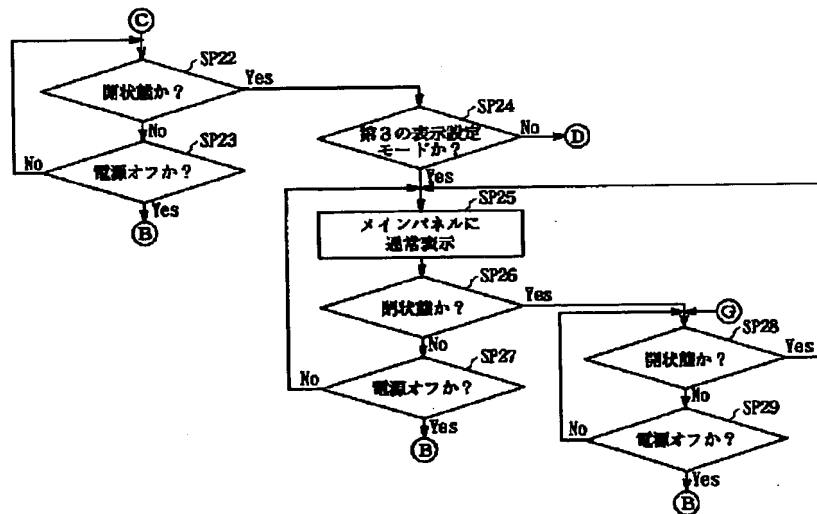 C
SP22
開状態か?
Yes
No
SP23
電源オフか?
No
Yes
B
SP24
第3の表示設定
モードか?
No
D
Yes
SP25
メインパネルに
通常表示
SP26
閉状態か?
Yes
No
SP27
電源オフか?
No
Yes
B
G
SP28
開状態か?
Yes
No
SP29
電源オフか?
No
Yes
B